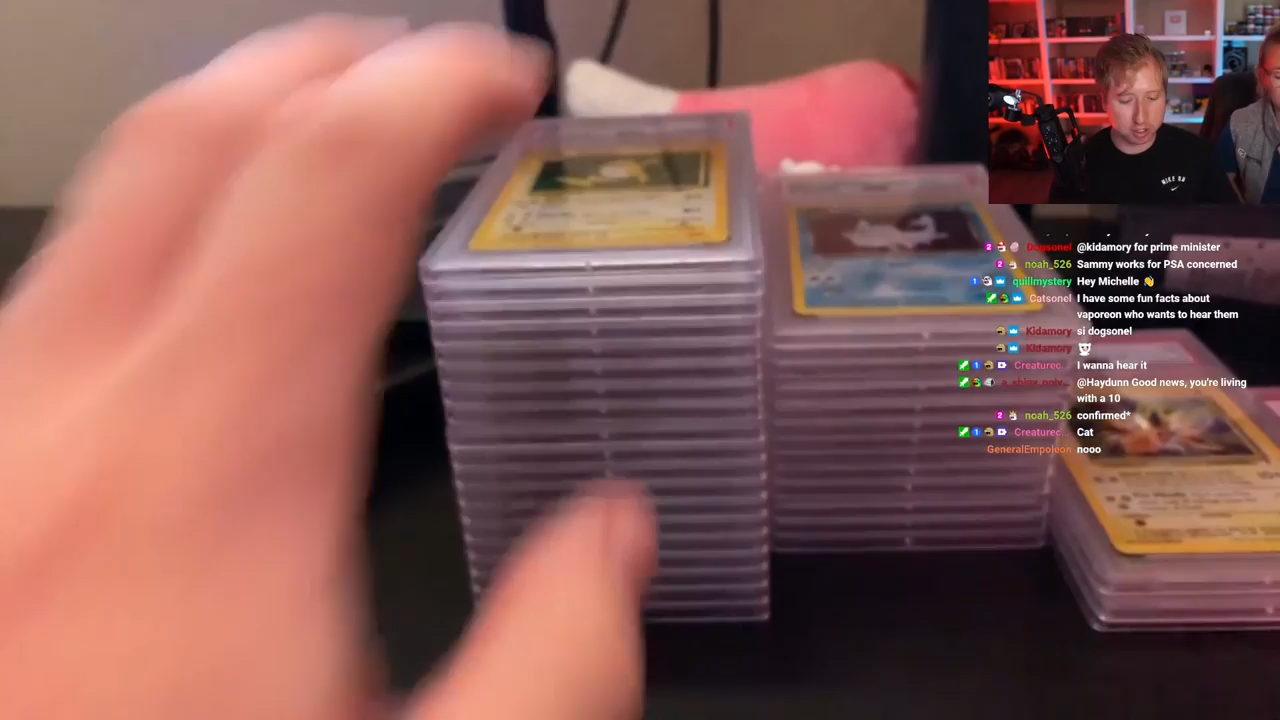 Dogsonel @kidamory for prime minister
noah_526 Sammy works for PSA concerned
quillmystery Hey Michelle 👋
Catsonel I have some fun facts about
vaporeon who wants to hear them
Kidamory si dogsonel
Kidamory
Creaturec I wanna hear it
@Haydunn Good news, you're living
with a 10
noah_526 confirmed*
Creaturec Cat
GeneralEmpoleon nooo